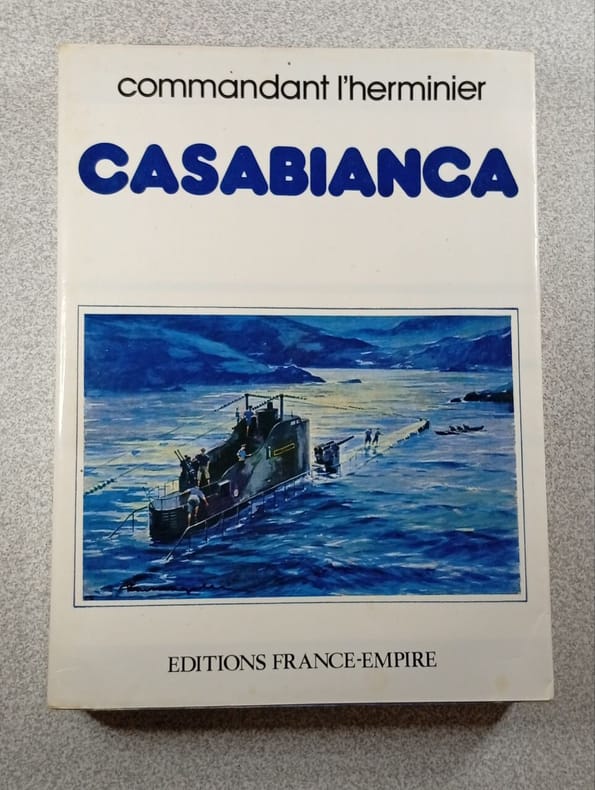 commandant l'herminier
CASABIANCA
EDITIONS FRANCE-EMPIRE